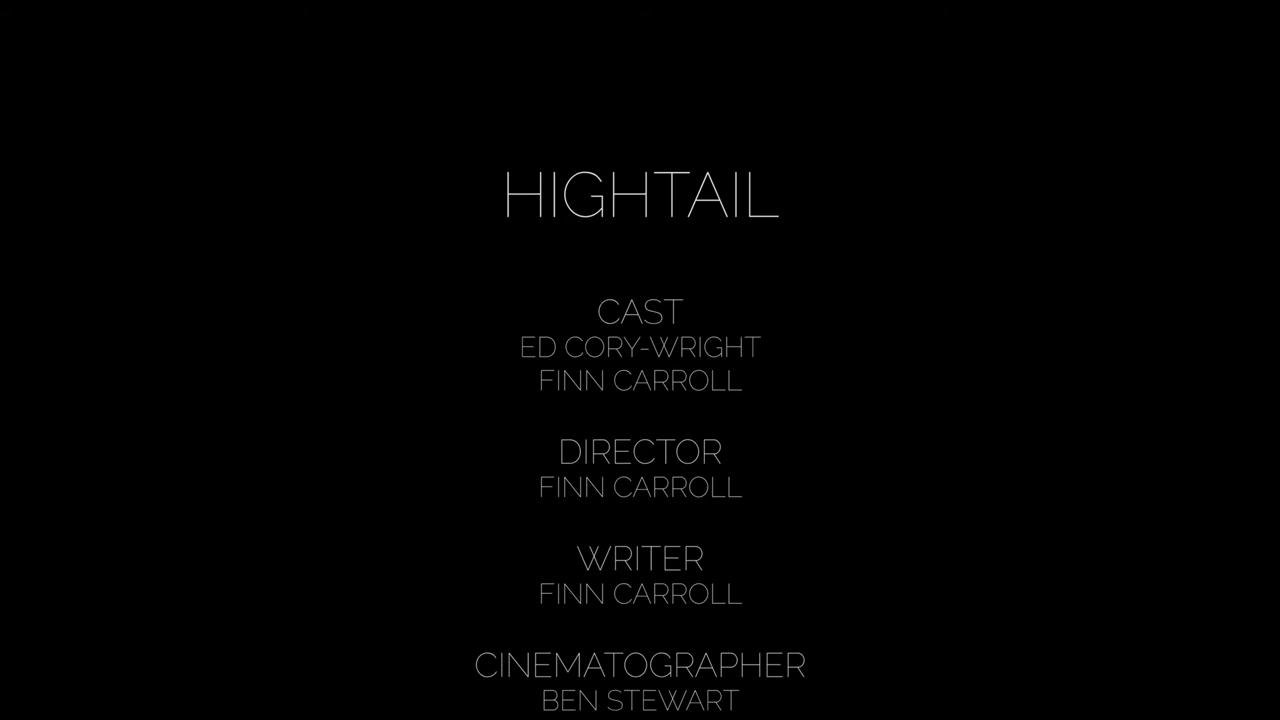 HIGHTAIL
CAST
ED CORY-WRIGHT
FINN CARROLL
DIRECTOR
FINN CARROLL
WRITER
FINN CARROLL
CINEMATOGRAPHER
BEN STEWART